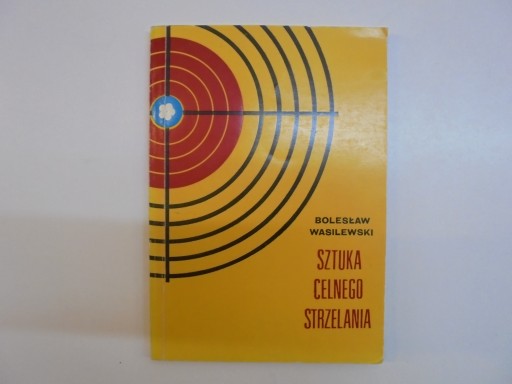 BOLESŁAW
WASILEWSKI
SZTUKA
CELNEGO
STRZELANIA